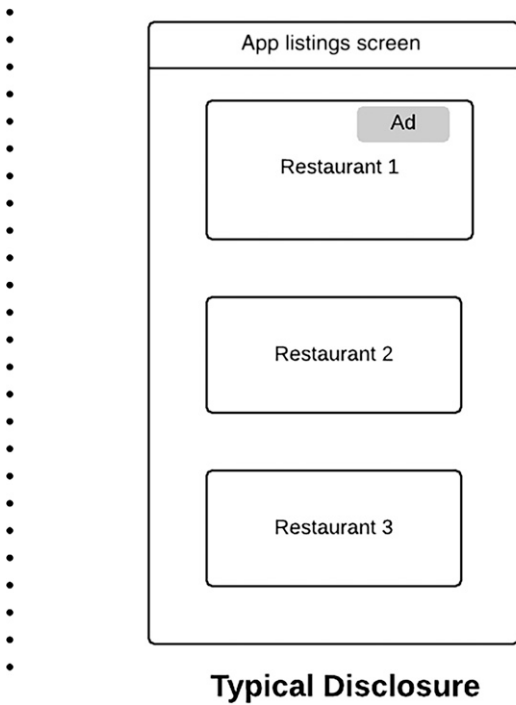 App listings screen
Ad
Restaurant 1
Restaurant 2
Restaurant 3
Typical Disclosure